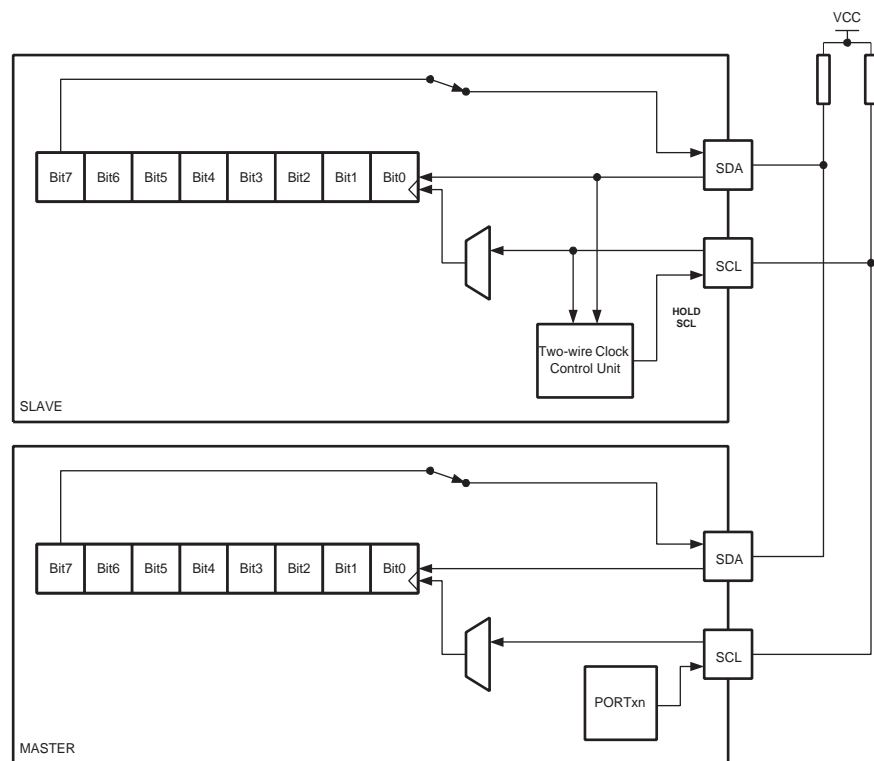 VCC
Bit7 Bit6 Bit5 Bit4 Bit3 Bit2 Bit1 Bit0
SDA
SCL
HOLD
SCL
Two-wire Clock
Control Unit
SLAVE
Bit7 Bit6 Bit5 Bit4 Bit3 Bit2 Bit1 Bit0
SDA
SCL
PORTxn
MASTER